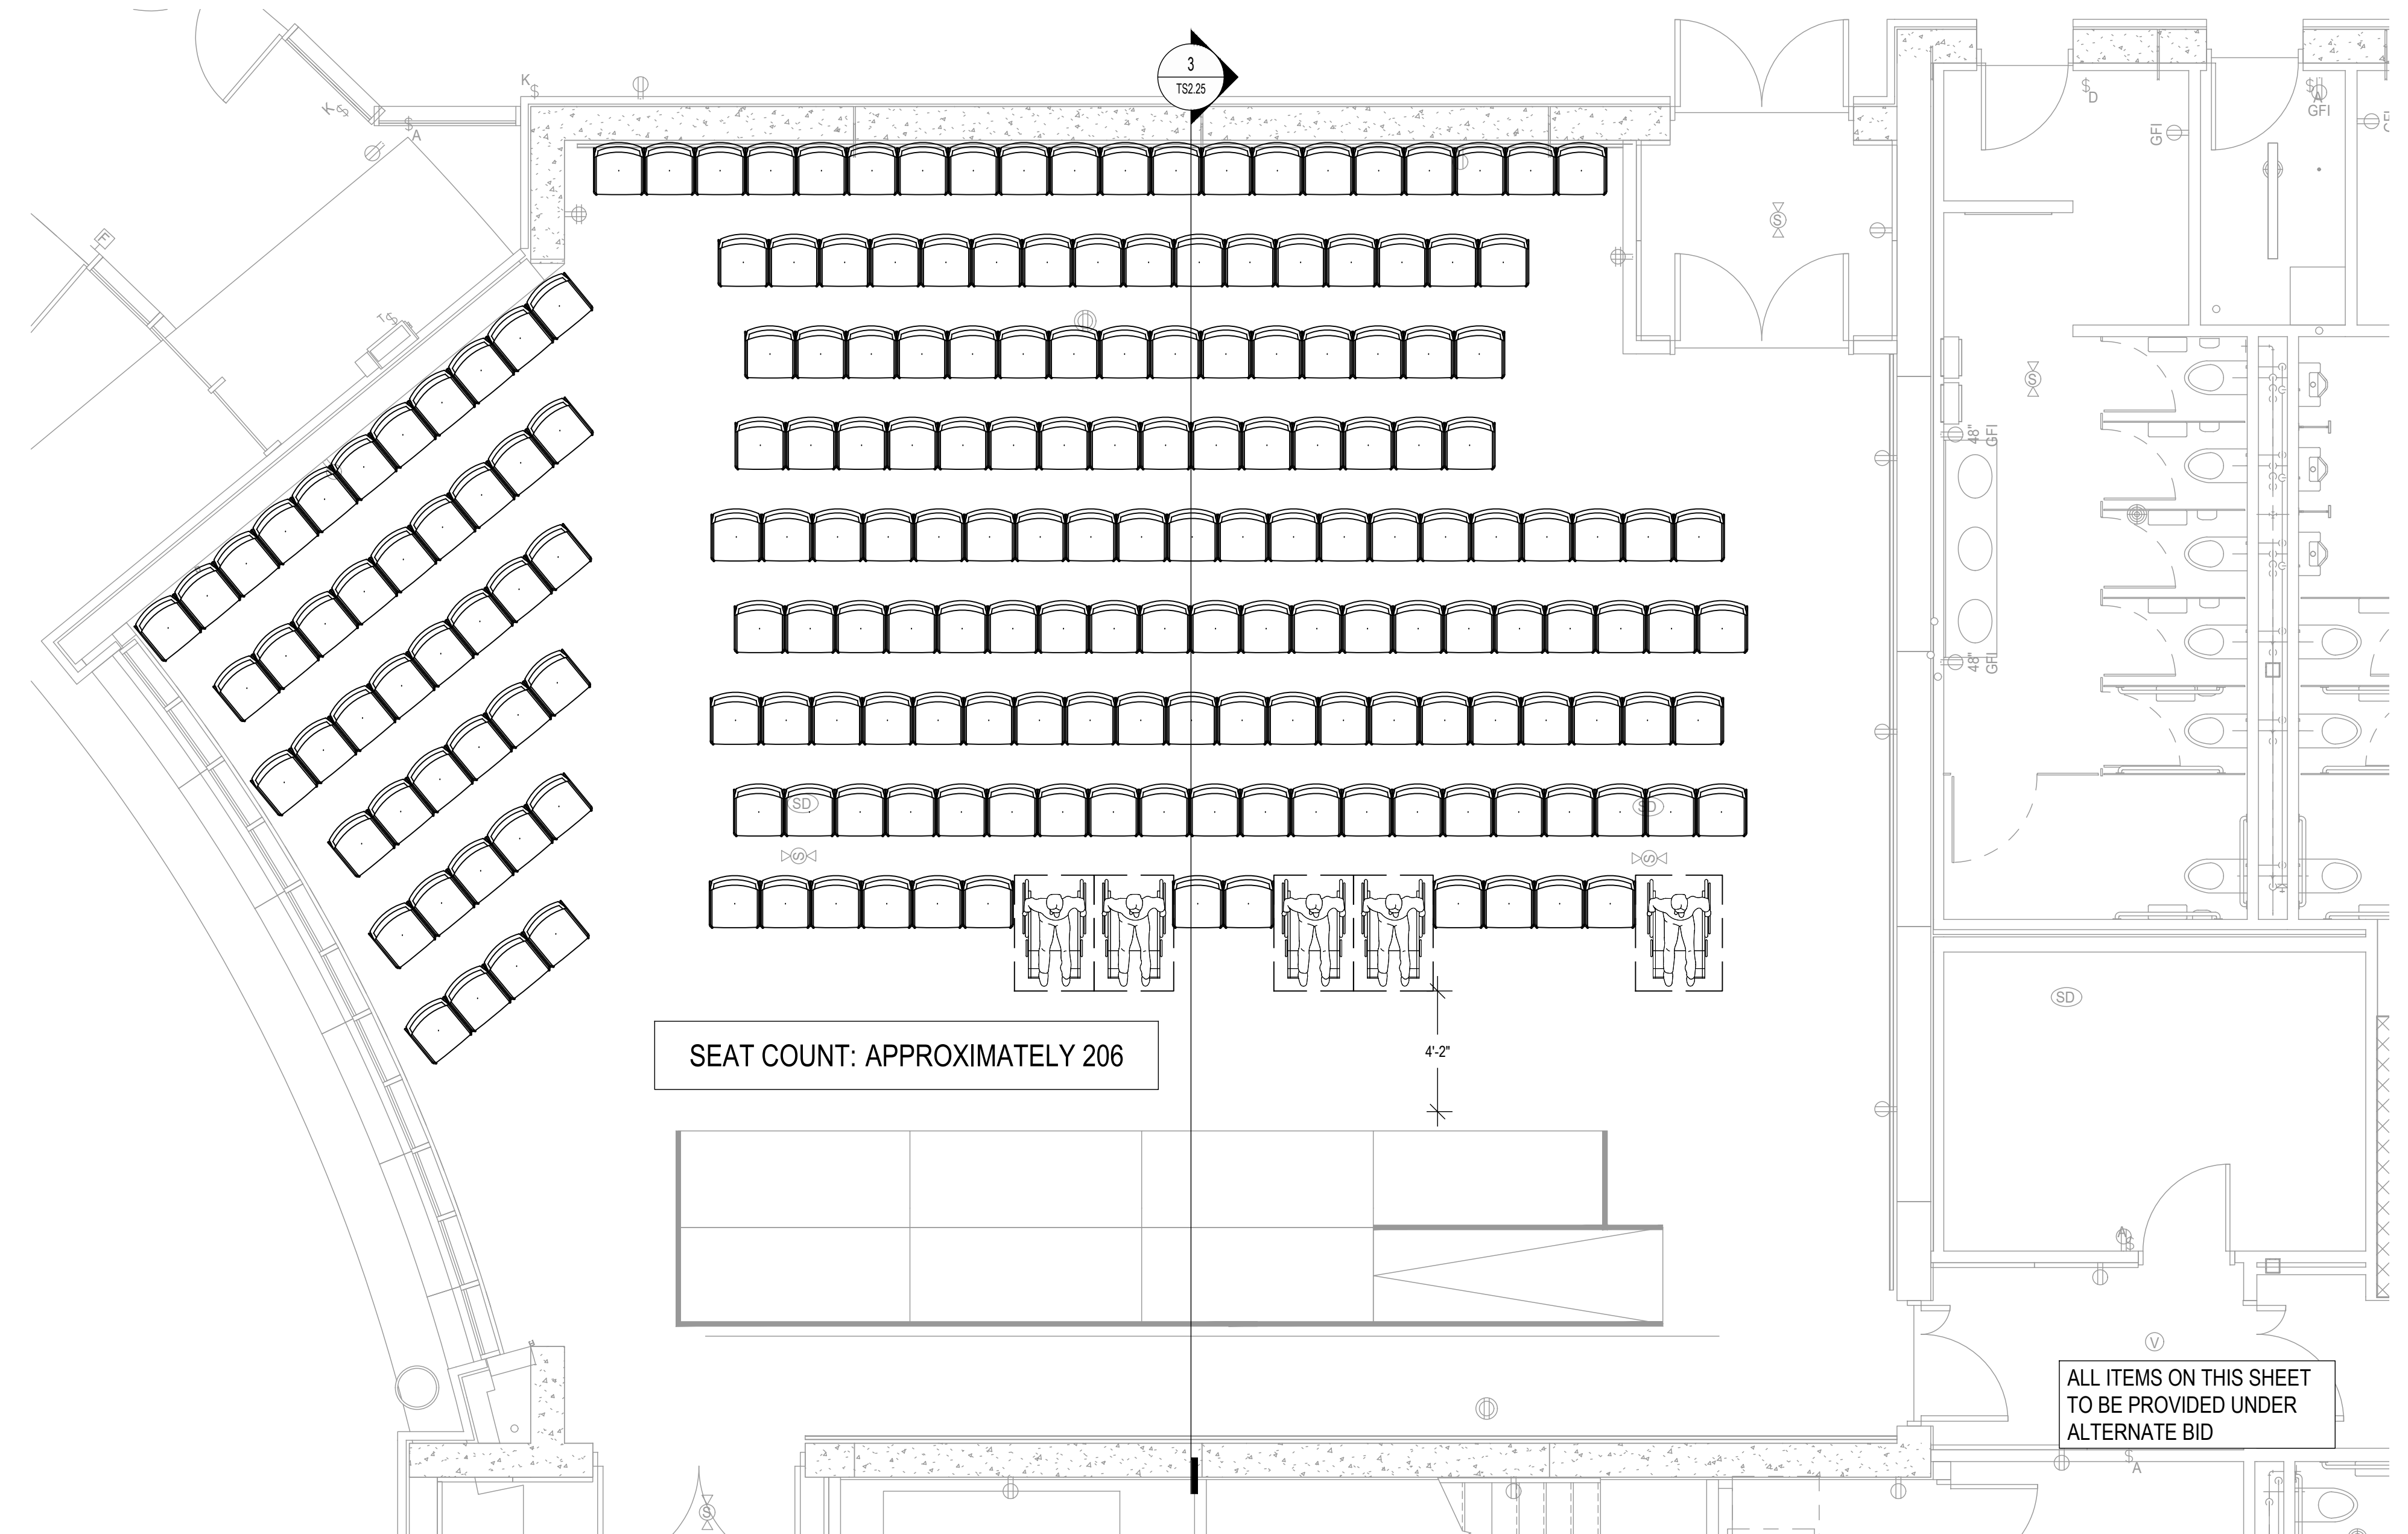 3
TS2.25
K
$
K $
$
A
$
D
$
A
GFI
GFI
S
F
T$
S
48"
GFI
48"
GFI
SD
SD
S
S
SD
4'-2"
SEAT COUNT: APPROXIMATELY 206
A
$
V
ALL ITEMS ON THIS SHEET
TO BE PROVIDED UNDER
ALTERNATE BID
$
A
S